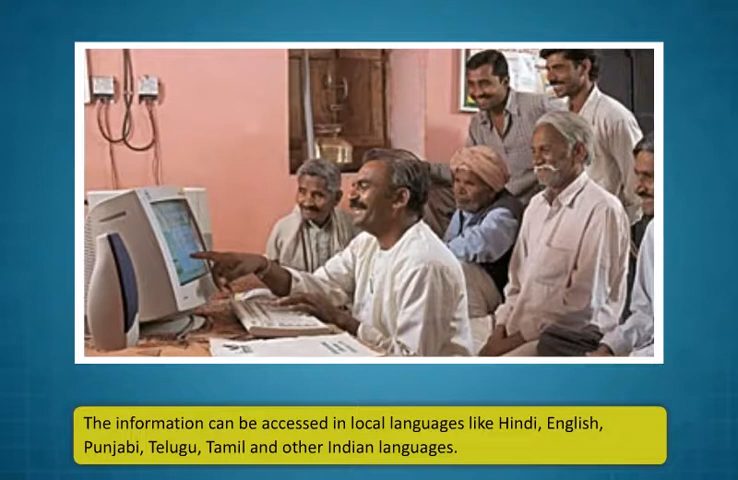 The information can be accessed in local languages like Hindi, English,
Punjabi, Telugu, Tamil and other Indian languages.